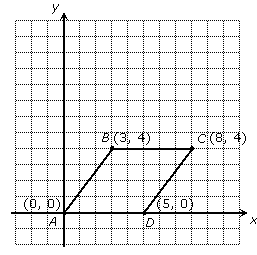 y
B (3, 4) C (8, 4)
(0, 0) (5, 0)
A D x